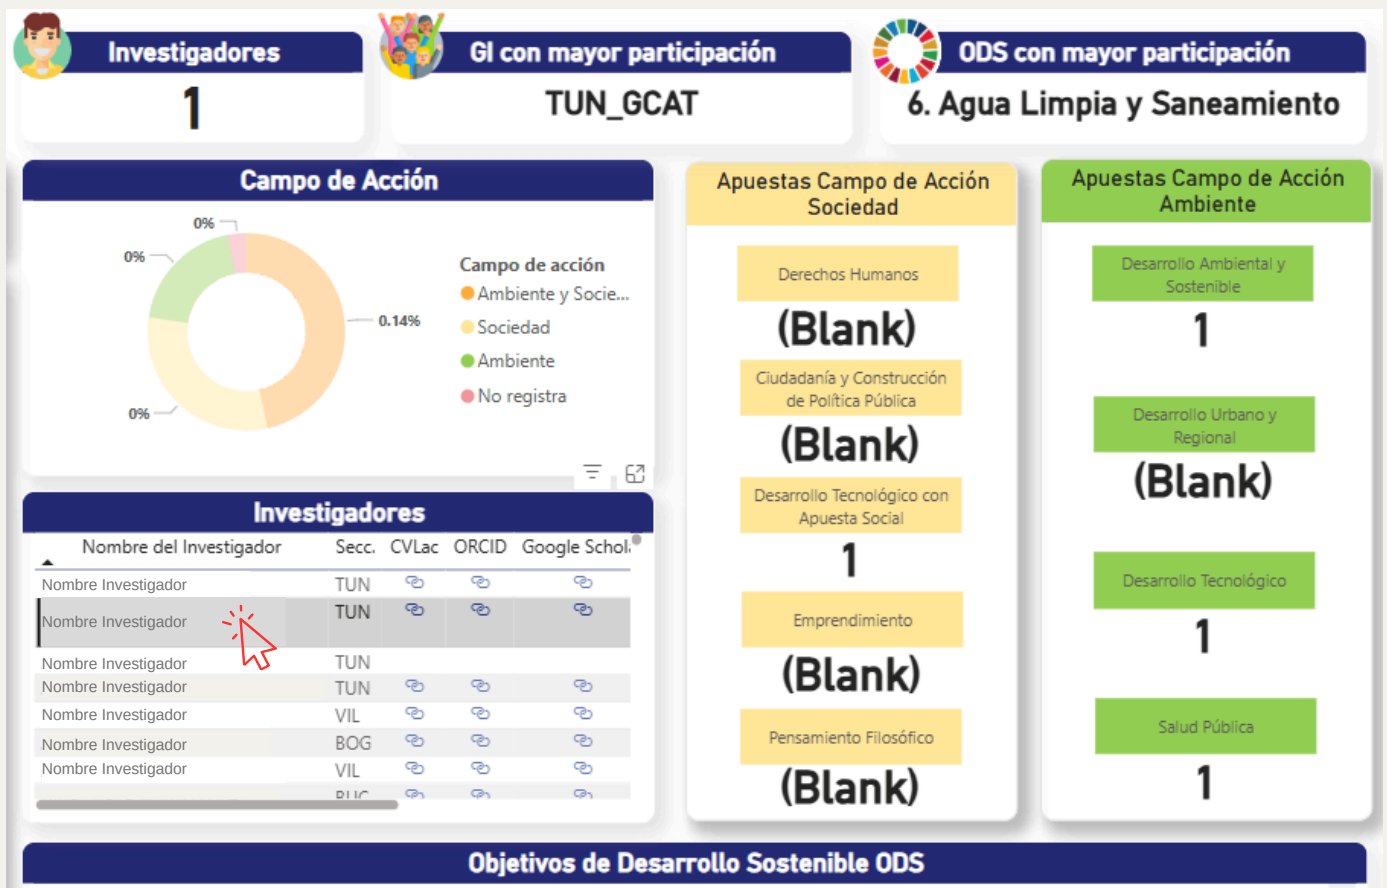 Investigadores
1
GI con mayor participación
TUN_GCAT
ODS con mayor participación
6. Agua Limpia y Saneamiento
Campo de Acción
0%
0%
0.14%
0%
Campo de acción
Ambiente y Socie...
Sociedad
Ambiente
No registra
Investigadores
Nombre del Investigador Secc. CVLac ORCID Google Schol
Nombre Investigador TUN
Nombre Investigador TUN
Nombre Investigador TUN
Nombre Investigador TUN
Nombre Investigador VIL
Nombre Investigador BOG
Nombre Investigador VIL
BUC
Apuestas Campo de Acción
Sociedad
Derechos Humanos
(Blank)
Ciudadanía y Construcción
de Política Pública
(Blank)
Desarrollo Tecnológico con
Apuesta Social
1
Emprendimiento
(Blank)
Pensamiento Filosófico
(Blank)
Apuestas Campo de Acción
Ambiente
Desarrollo Ambiental y
Sostenible
1
Desarrollo Urbano y
Regional
(Blank)
Desarrollo Tecnológico
1
Salud Pública
1
Objetivos de Desarrollo Sostenible ODS